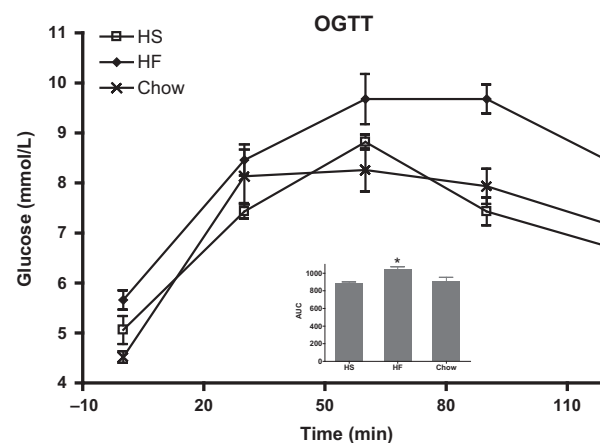 OGTT
HS
HF
Chow
Glucose (mmol/L)
11
10
9
8
7
6
5
4
–10
20
50
80
110
Time (min)
*
AUC
1000
800
600
400
200
0
HS
HF
Chow